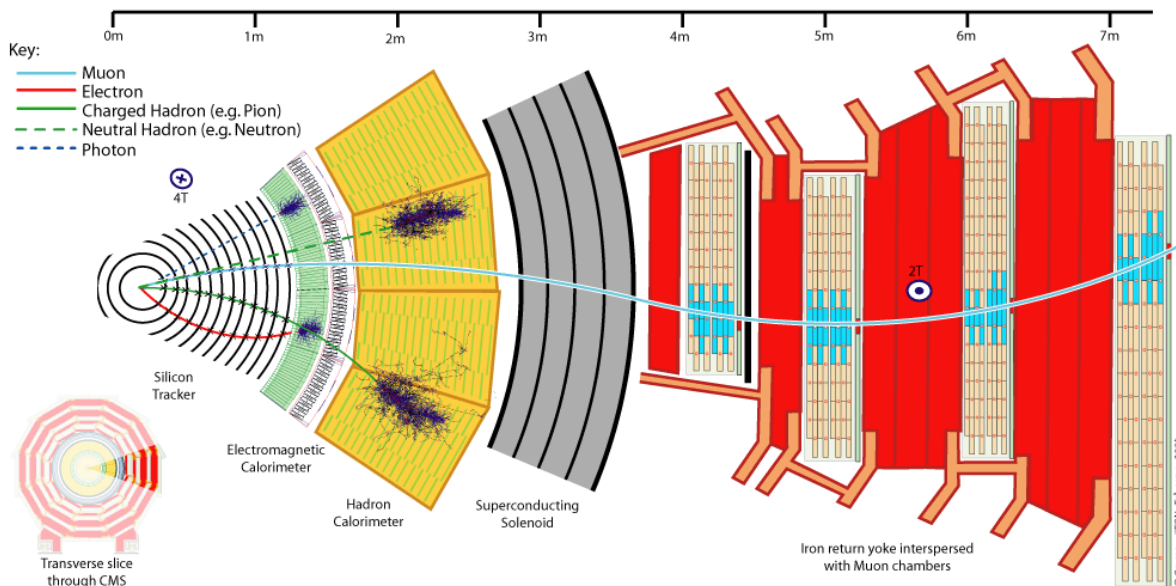 0m 1m 2m 3m 4m 5m 6m 7m
Key:
Muon
Electron
Charged Hadron (e.g. Pion)
Neutral Hadron (e.g. Neutron)
Photon
4T
2T
Silicon
Tracker
Electromagnetic
Calorimeter
Hadron
Calorimeter
Superconducting
Solenoid
Iron return yoke interspersed
with Muon chambers
Transverse slice
through CMS